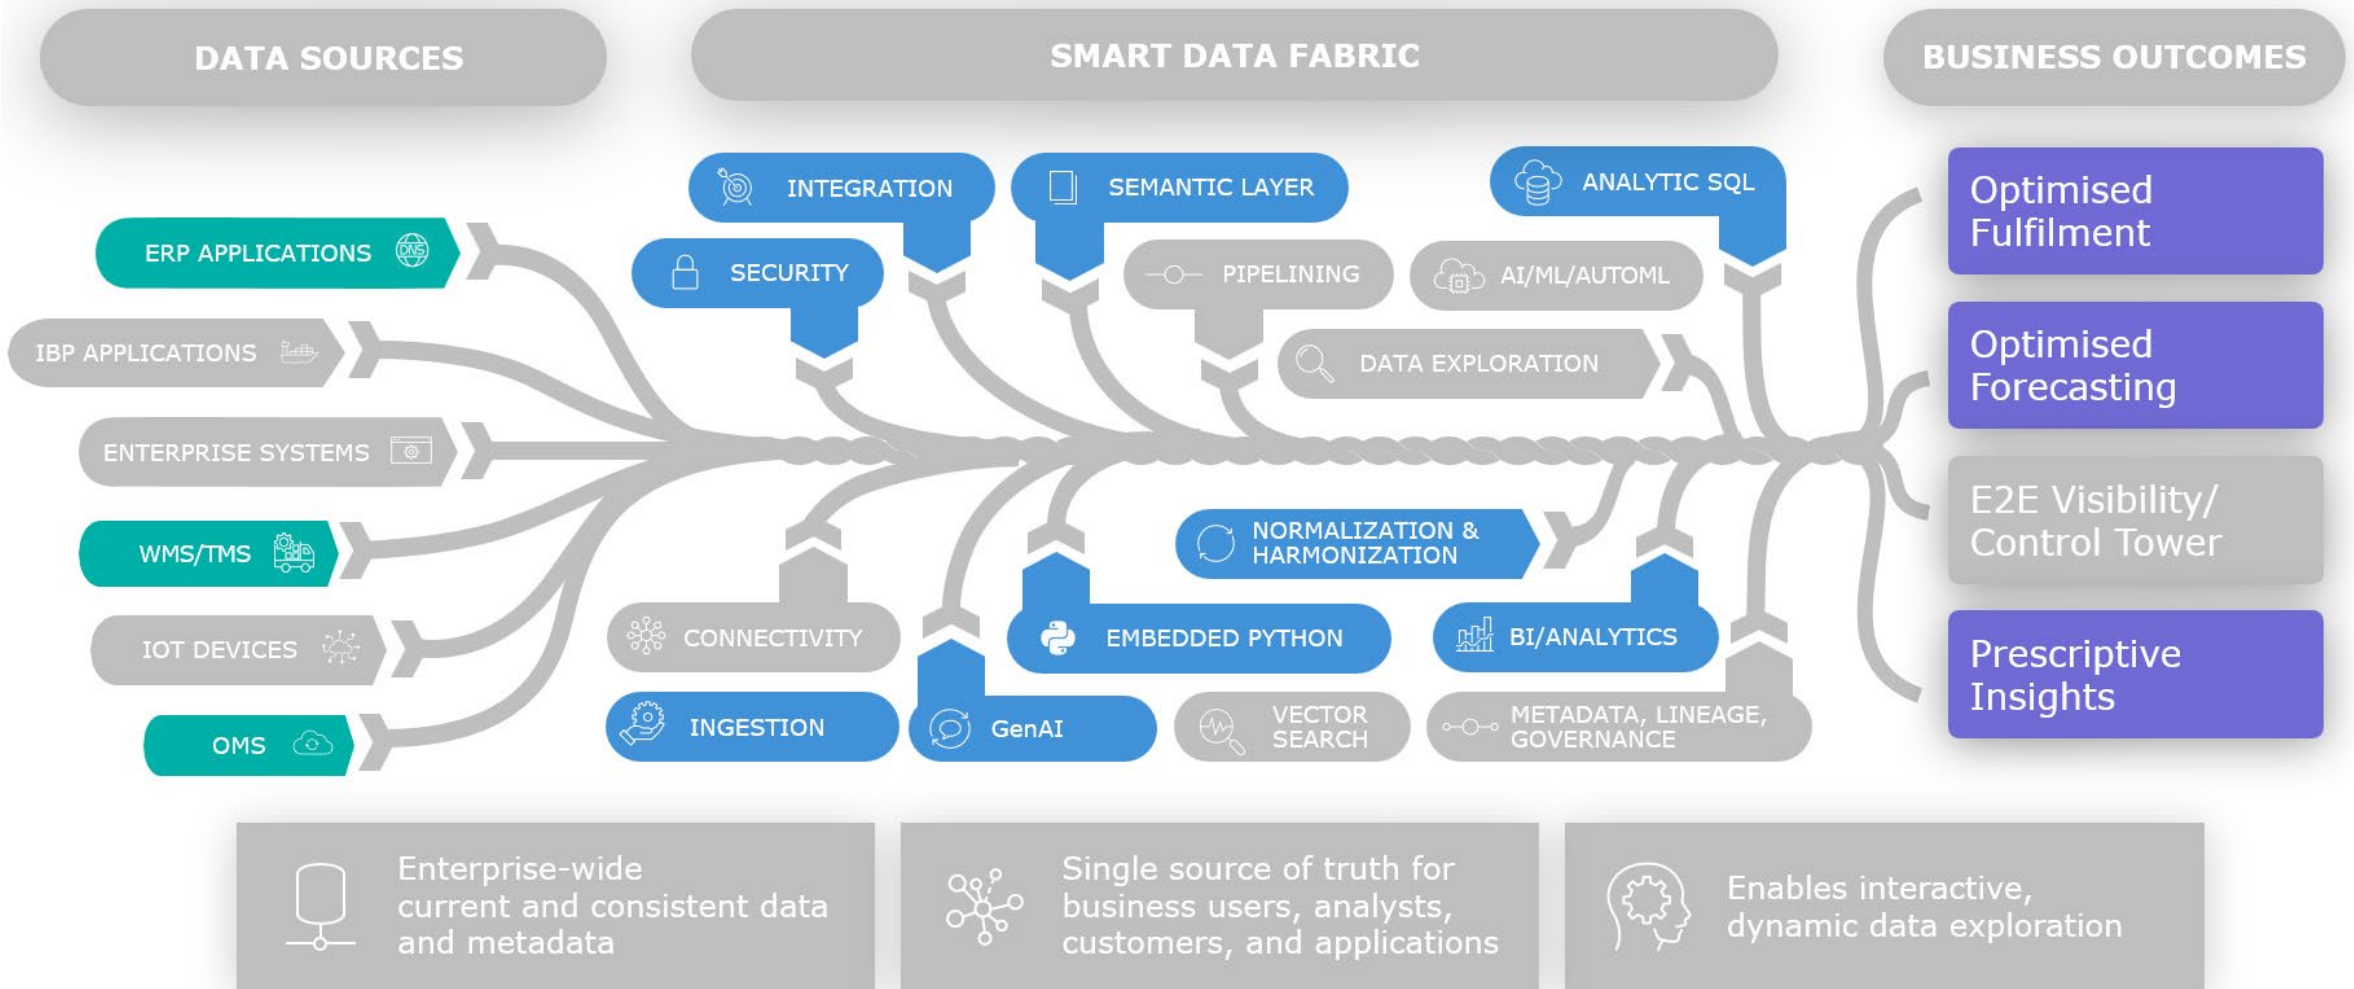 DATA SOURCES
SMART DATA FABRIC
BUSINESS OUTCOMES
ERP APPLICATIONS
DNS
IBP APPLICATIONS
ENTERPRISE SYSTEMS
WMS/TMS
IOT DEVICES
OMS
INTEGRATION
SEMANTIC LAYER
ANALYTIC SQL
SECURITY
PIPELINING
AI/ML/AUTOML
DATA EXPLORATION
NORMALIZATION &
HARMONIZATION
CONNECTIVITY
EMBEDDED PYTHON
BI/ANALYTICS
INGESTION
GenAI
VECTOR
SEARCH
METADATA, LINEAGE,
GOVERNANCE
Optimised
Fulfilment
Optimised
Forecasting
E2E Visibility/
Control Tower
Prescriptive
Insights
Enterprise-wide
current and consistent data
and metadata
Single source of truth for
business users, analysts,
customers, and applications
Enables interactive,
dynamic data exploration